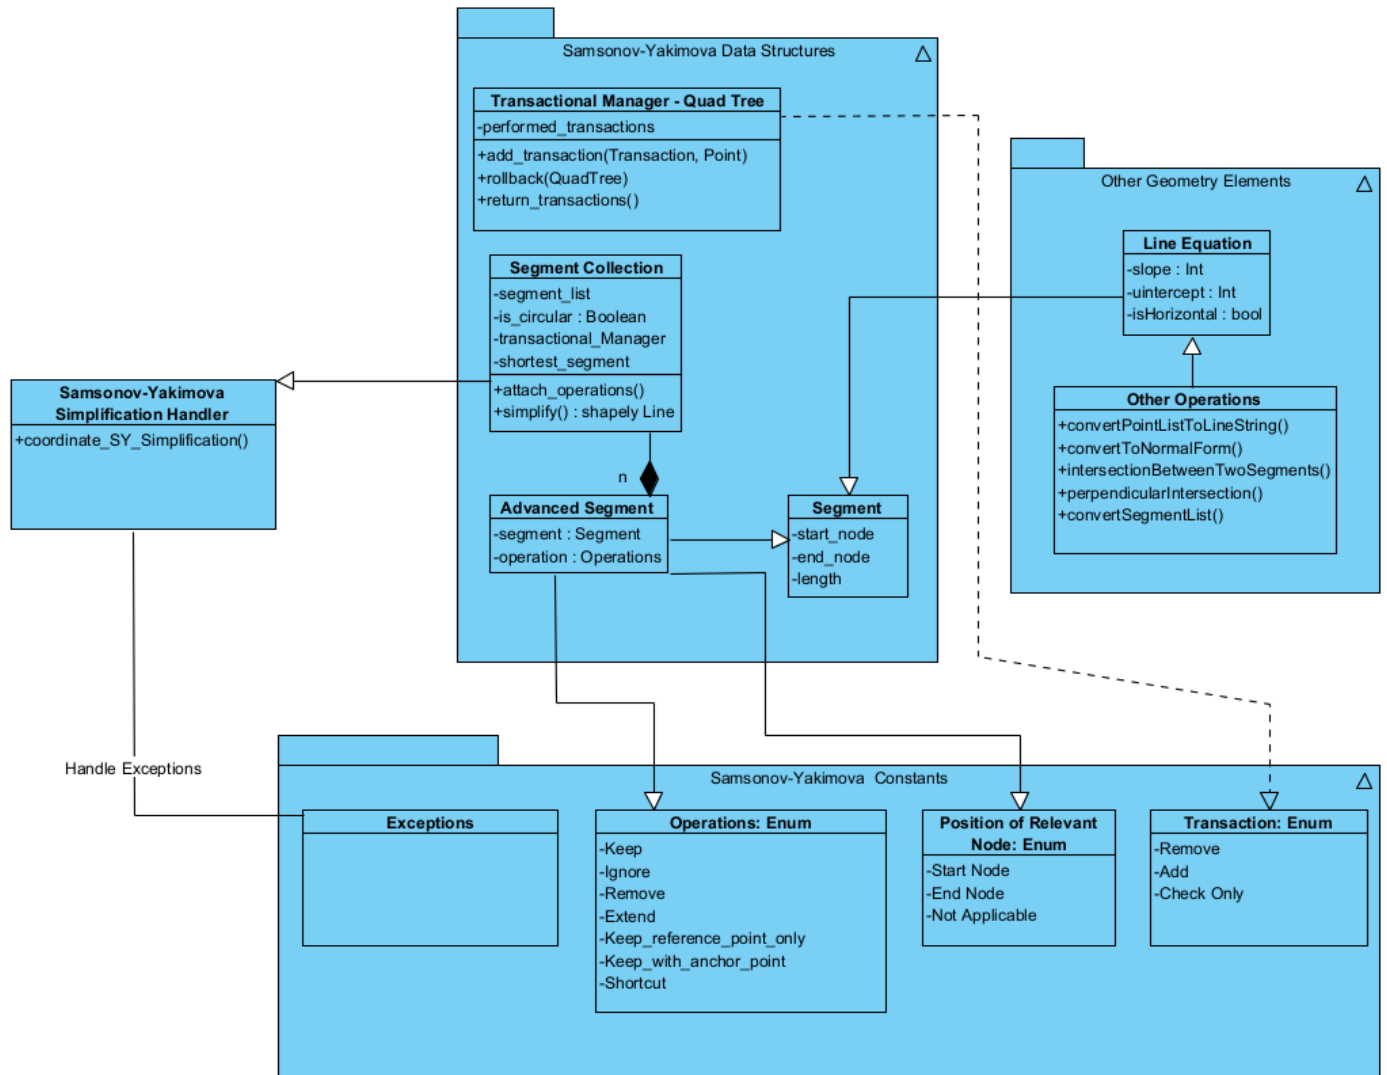 Samsonov-Yakimova Data Structures
Transactional Manager - Quad Tree
-performed_transactions
+add_transaction(Transaction, Point)
+rollback(QuadTree)
+return_transactions()
Segment Collection
-segment_list
-is_circular : Boolean
-transactional_Manager
-shortest_segment
+attach_operations()
+simplify() : shapely Line
n
Advanced Segment
-segment : Segment
-operation : Operations
Segment
-start_node
-end_node
-length
Other Geometry Elements
Line Equation
-slope : Int
-uintercept : Int
-isHorizontal : bool
Other Operations
+convertPointListToLineString()
+convertToNormalForm()
+intersectionBetweenTwoSegments()
+perpendicularIntersection()
+convertSegmentList()
Samsonov-Yakimova
Simplification Handler
+coordinate_SY_Simplification()
Handle Exceptions
Samsonov-Yakimova Constants
Exceptions
Operations: Enum
-Keep
-Ignore
-Remove
-Extend
-Keep_reference_point_only
-Keep_with_anchor_point
-Shortcut
Position of Relevant
Node: Enum
-Start Node
-End Node
-Not Applicable
Transaction: Enum
-Remove
-Add
-Check Only